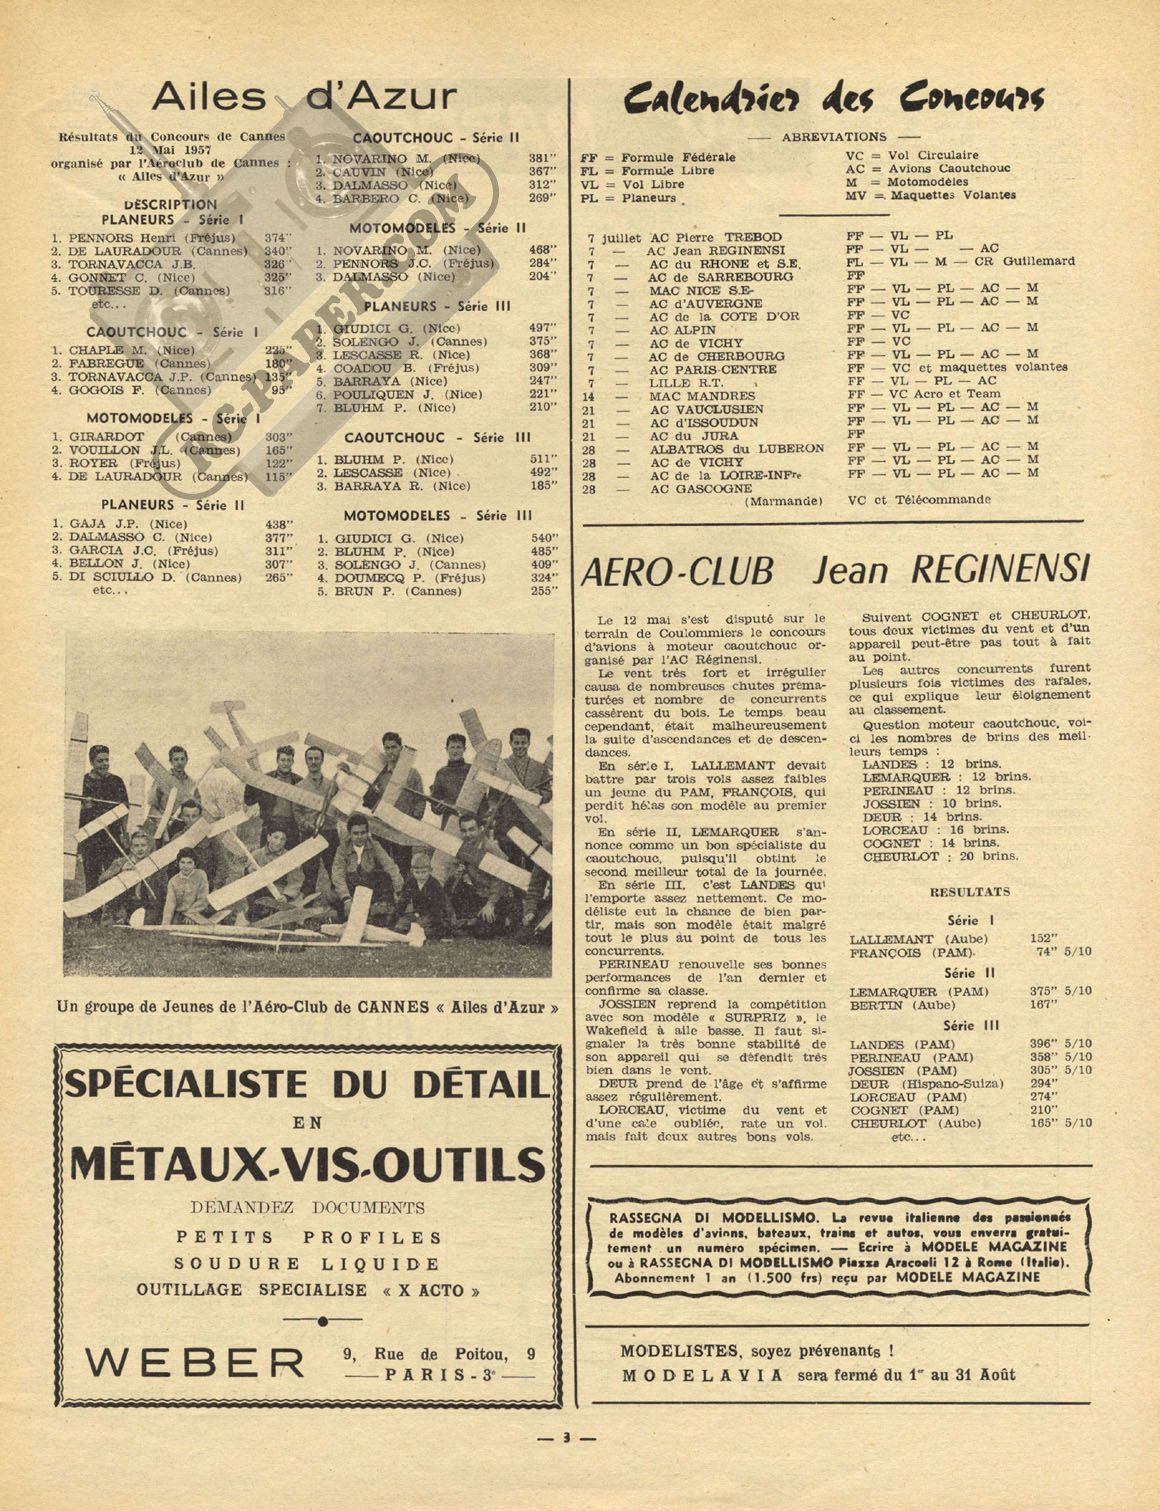 Ailes d'Azur
Résultats du Concours de Cannes
12 Mai 1957
organisé par l'Aéroclub de Cannes :
« Ailes d'Azur »
DESCRIPTION
PLANEURS - Série I
1. PENNORS Henri (Fréjus) 374"
2. DE LAURADOUR (Cannes) 340"
3. TORNAVACCA J.B. 326"
4. GONNET C. (Nice) 325"
5. TOURESSE D. (Cannes) 316"
etc...
CAOUTCHOUC - Série I
1. CHAPLE M. (Nice) 225"
2. FABREGUE (Cannes) 180"
3. TORNAVACCA J.P. (Cannes) 135"
4. GOGOIS F. (Cannes) 95"
MOTOMODELES - Série I
1. GIRARDOT (Cannes) 303"
2. VOUILLON J.L. (Cannes) 165"
3. ROYER (Fréjus) 122"
4. DE LAURADOUR (Cannes) 115"
PLANEURS - Série II
1. GAJA J.P. (Nice) 438"
2. DALMASSO C. (Nice) 377"
3. GARCIA J.C. (Fréjus) 311"
4. BELLON J. (Nice) 307"
5. DI SCIULLO D. (Cannes) 265"
etc...
CAOUTCHOUC - Série II
1. NOVARINO M. (Nice) 381"
2. CAUVIN (Nice) 367"
3. DALMASSO (Nice) 312"
4. BARBERO C. (Nice) 269"
MOTOMODELES - Série II
1. NOVARINO M. (Nice) 468"
2. PENNORS J.C. (Fréjus) 284"
3. DALMASSO (Nice) 204"
PLANEURS - Série III
1. GIUDICI G. (Nice) 497"
2. SOLENGO J. (Cannes) 375"
3. LESCASSE R. (Nice) 368"
4. COADOU B. (Fréjus) 309"
5. BARRAYA (Nice) 247"
6. POULIQUEN J. (Nice) 221"
7. BLUHM P. (Nice) 210"
CAOUTCHOUC - Série III
1. BLUHM P. (Nice) 511"
2. LESCASSE (Nice) 492"
3. BARRAYA R. (Nice) 185"
MOTOMODELES - Série III
1. GIUDICI G. (Nice) 540"
2. BLUHM P. (Nice) 485"
3. SOLENGO J. (Cannes) 409"
4. DOUMECQ P. (Fréjus) 324"
5. BRUN P. (Cannes) 255"
RC-PAPER.COM
Un groupe de Jeunes de l'Aéro-Club de CANNES « Ailes d'Azur »
SPÉCIALISTE DU DÉTAIL
EN
MÉTAUX-VIS-OUTILS
DEMANDEZ DOCUMENTS
PETITS PROFILES
SOUDURE LIQUIDE
OUTILLAGE SPECIALISE « X ACTO »
WEBER 9, Rue de Poitou, 9
— PARIS-3e —
Calendrier des Concours
— ABREVIATIONS —
FF = Formule Fédérale
FL = Formule Libre
VL = Vol Libre
PL = Planeurs
VC = Vol Circulaire
AC = Avions Caoutchouc
M = Motomodèles
MV = Maquettes Volantes
7 juillet AC Pierre TREBOD FF — VL — PL
7 — AC Jean REGINENSI FF — VL — — AC
7 — AC du RHONE et S.E. FL — VL — M — CR Guillemard
7 — AC de SARREBOURG FF
7 — MAC NICE S.E- FF — VL — PL — AC — M
7 — AC d'AUVERGNE FF — VL — PL — AC — M
7 — AC de la COTE D'OR FF — VC
7 — AC ALPIN FF — VL — PL — AC — M
7 — AC de VICHY FF — VC
7 — AC de CHERBOURG FF — VL — PL — AC — M
7 — AC PARIS-CENTRE FF — VC et maquettes volantes
7 — LILLE R.T. FF — VL — PL — AC
14 — MAC MANDRES FF — VC Acro et Team
21 — AC VAUCLUSIEN FF — VL — PL — AC — M
21 — AC d'ISSOUDUN FF — VL — PL — AC — M
21 — AC du JURA FF
28 — ALBATROS du LUBERON FF — VL — PL — AC — M
28 — AC de VICHY FF — VL — PL — AC — M
28 — AC de la LOIRE-INFre FF — VL — PL — AC — M
28 — AC GASCOGNE
(Marmande) VC et Télécommande
AERO-CLUB Jean REGINENSI
Le 12 mai s'est disputé sur le
terrain de Coulommiers le concours
d'avions à moteur caoutchouc or-
ganisé par l'AC Réginensi.
Le vent très fort et irrégulier
causa de nombreuses chutes préma-
turées et nombre de concurrents
cassèrent du bois. Le temps beau
cependant, était malheureusement
la suite d'ascendances et de descen-
dances.
En série I, LALLEMANT devait
battre par trois vols assez faibles
un jeune du PAM, FRANÇOIS, qui
perdit hélas son modèle au premier
vol.
En série II, LEMARQUER s'an-
nonce comme un bon spécialiste du
caoutchouc, puisqu'il obtint le
second meilleur total de la journée.
En série III, c'est LANDES qui
l'emporte assez nettement. Ce mo-
déliste eut la chance de bien par-
tir, mais son modèle était malgré
tout le plus au point de tous les
concurrents.
PERINEAU renouvelle ses bonnes
performances de l'an dernier et
confirme sa classe.
JOSSIEN reprend la compétition
avec son modèle « SURPRIZ », le
Wakefield à aile basse. Il faut si-
gnaler la très bonne stabilité de
son appareil qui se défendit très
bien dans le vent.
DEUR prend de l'âge et s'affirme
assez régulièrement.
LORCEAU, victime du vent et
d'une cale oubliée, rate un vol.
mais fait deux autres bons vols.
Suivent COGNET et CHEURLOT,
tous deux victimes du vent et d'un
appareil peut-être pas tout à fait
au point.
Les autres concurrents furent
plusieurs fois victimes des rafales,
ce qui explique leur éloignement
au classement.
Question moteur caoutchouc, voi-
ci les nombres de brins des meil-
leurs temps :
LANDES : 12 brins.
LEMARQUER : 12 brins.
PERINEAU : 12 brins.
JOSSIEN : 10 brins.
DEUR : 14 brins.
LORCEAU : 16 brins.
COGNET : 14 brins.
CHEURLOT : 20 brins.
RESULTATS
Série I
LALLEMANT (Aube) 152"
FRANÇOIS (PAM). 74" 5/10
Série II
LEMARQUER (PAM) 375" 5/10
BERTIN (Aube) 167"
Série III
LANDES (PAM) 396" 5/10
PERINEAU (PAM) 358" 5/10
JOSSIEN (PAM) 305" 5/10
DEUR (Hispano-Suiza) 294"
LORCEAU (PAM) 274"
COGNET (PAM) 210"
CHEURLOT (Aube) 165" 5/10
etc...
RASSEGNA DI MODELLISMO. La revue italienne des passionnés
de modèles d'avions, bateaux, trains et autos, vous enverra gratui-
tement un numéro spécimen. — Ecrire à MODELE MAGAZINE
ou à RASSEGNA DI MODELLISMO Piazza Aracoeli 12 à Rome (Italie).
Abonnement 1 an (1.500 frs) reçu par MODELE MAGAZINE
MODELISTES, soyez prévenants !
MODELAVIA sera fermé du 1er au 31 Août
— 3 —